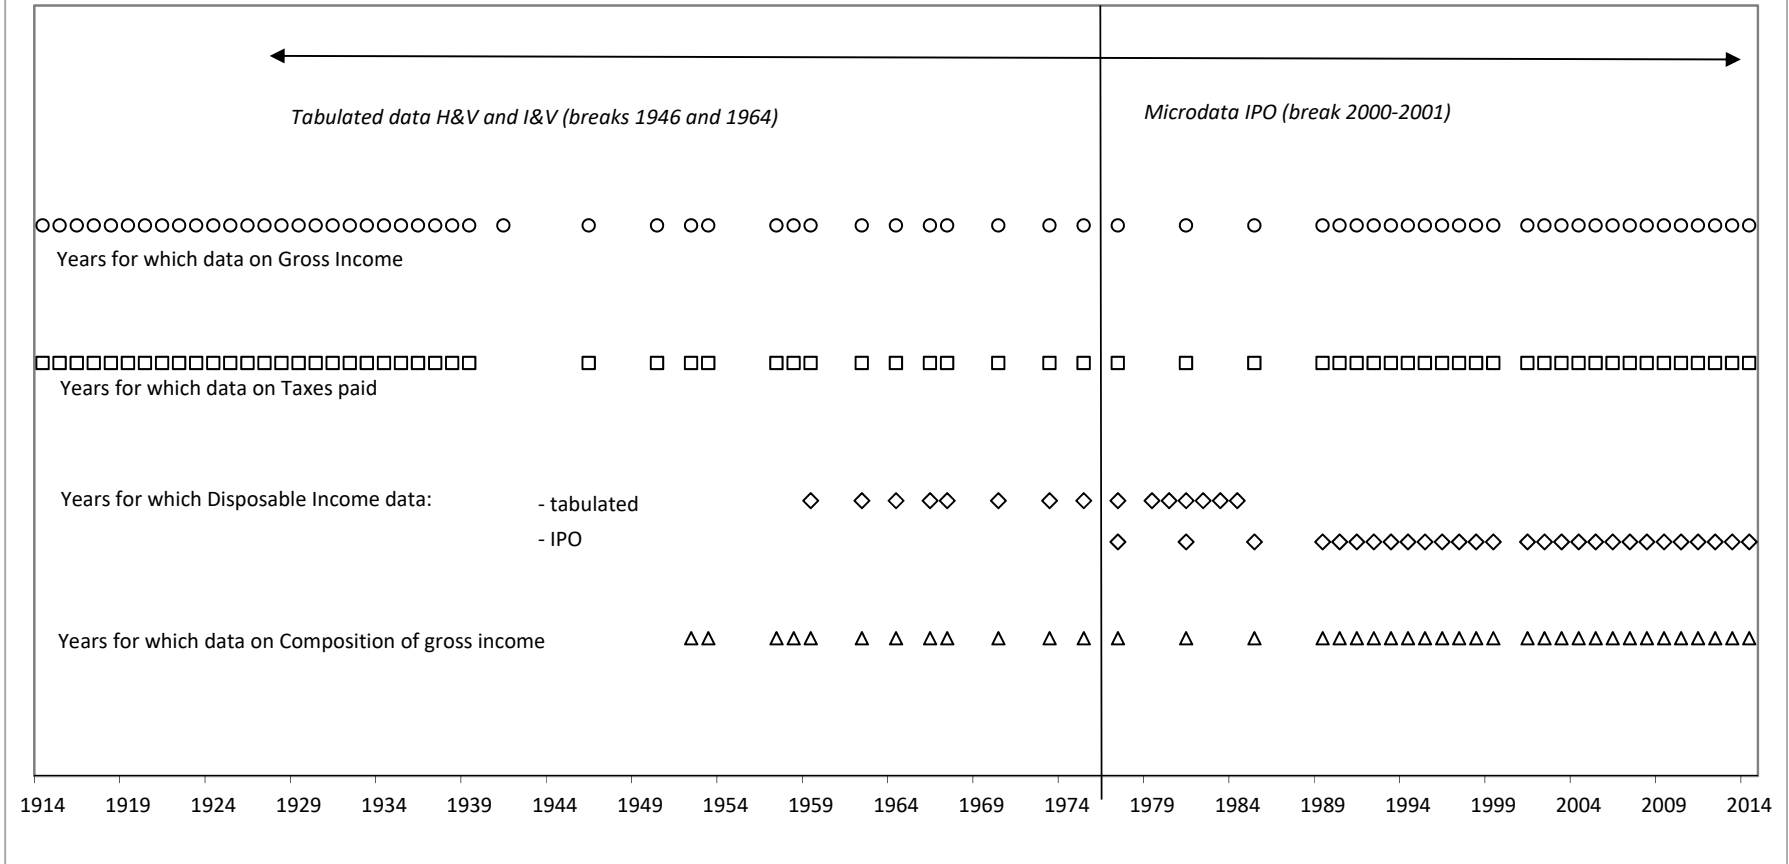 Tabulated data H&V and I&V (breaks 1946 and 1964)
Microdata IPO (break 2000-2001)
Years for which data on Gross Income
Years for which data on Taxes paid
Years for which Disposable Income data:
- tabulated
- IPO
Years for which data on Composition of gross income
1914 1919 1924 1929 1934 1939 1944 1949 1954 1959 1964 1969 1974 1979 1984 1989 1994 1999 2004 2009 2014